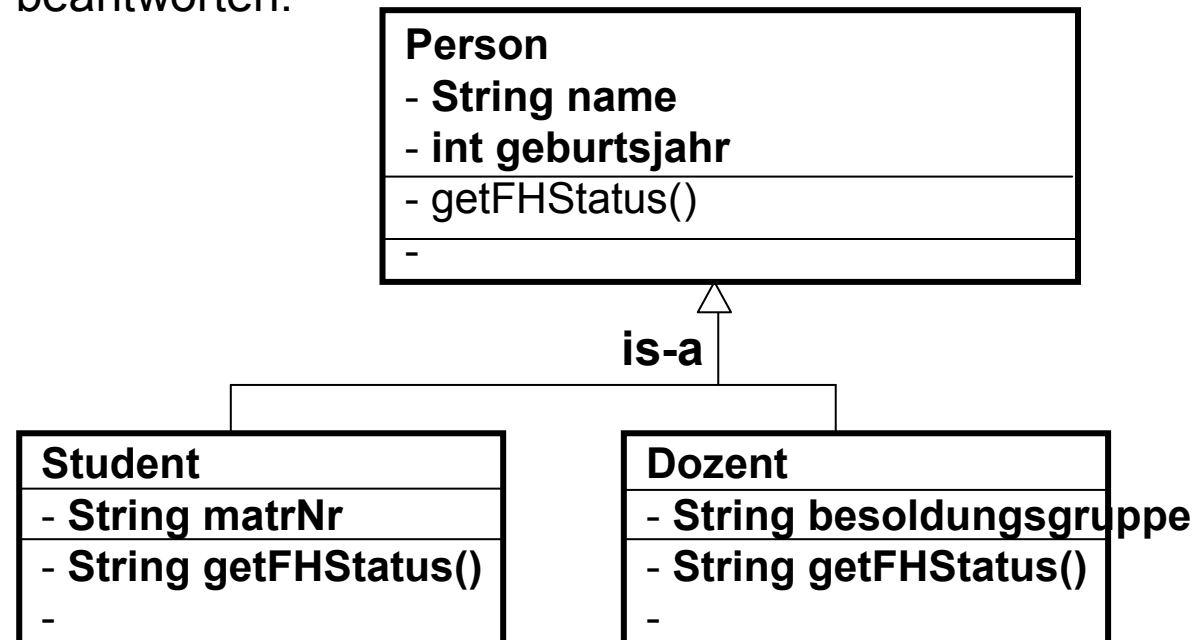 beantworten:
Person
- String name
- int geburtsjahr
- getFHStatus()
-
is-a
Student
- String matrNr
- String getFHStatus()
-
Dozent
- String besoldungsgruppe
- String getFHStatus()
-